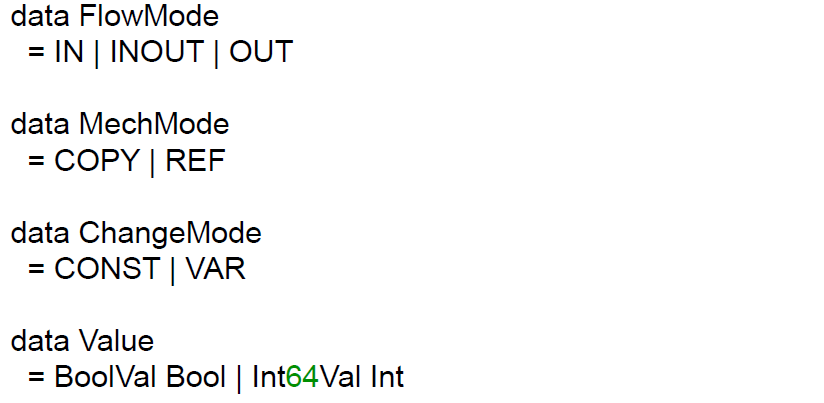 data FlowMode
= IN | INOUT | OUT
data MechMode
= COPY | REF
data ChangeMode
= CONST | VAR
data Value
= BoolVal Bool | Int64Val Int